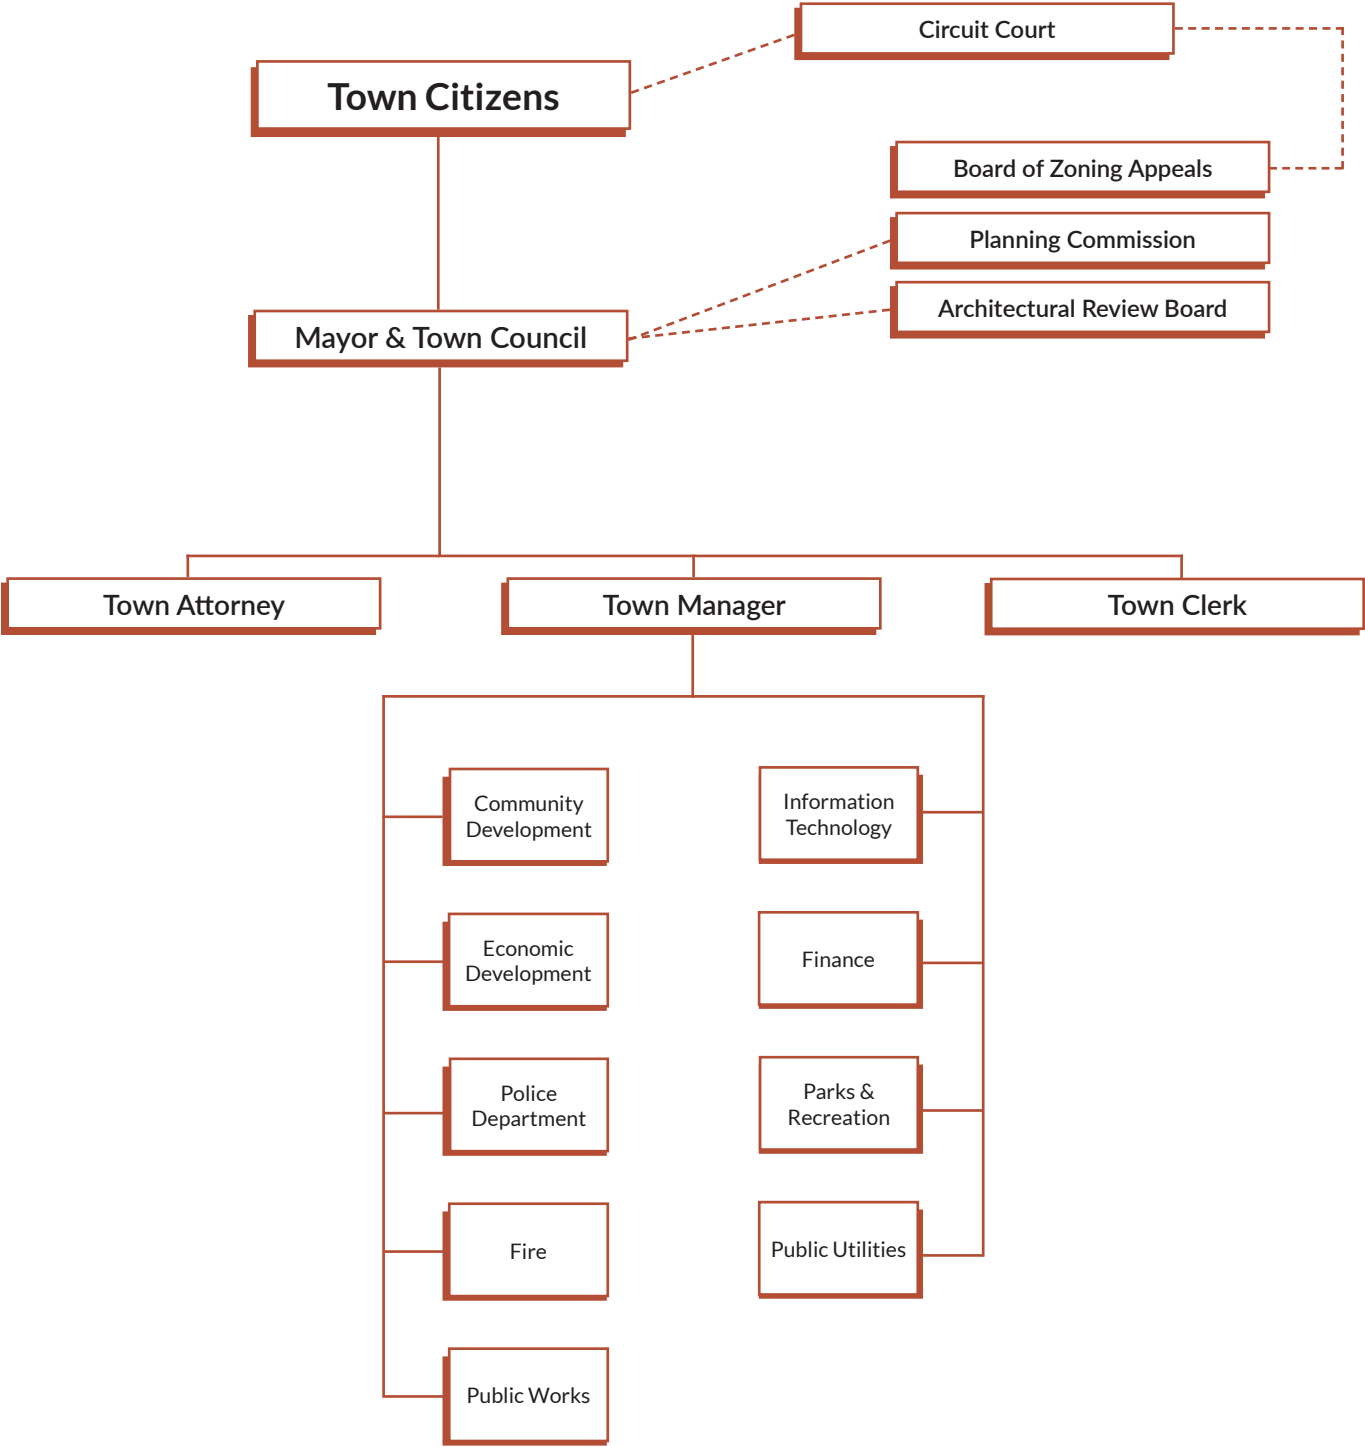 Circuit Court
Town Citizens
Board of Zoning Appeals
Planning Commission
Architectural Review Board
Mayor & Town Council
Town Attorney
Town Manager
Town Clerk
Community
Development
Information
Technology
Economic
Development
Finance
Police
Department
Parks &
Recreation
Fire
Public Utilities
Public Works